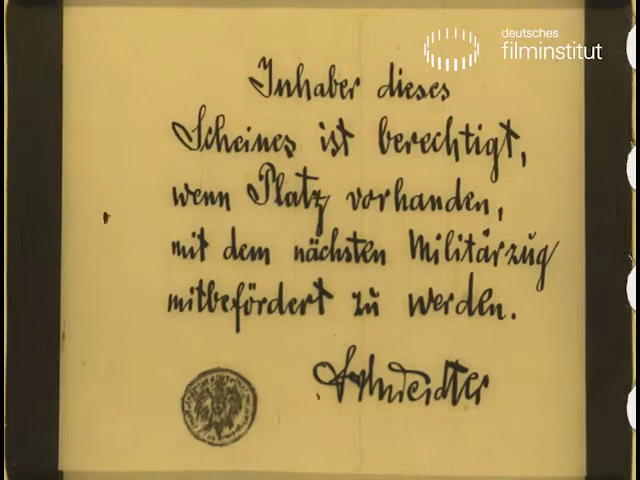 deutsches
filminstitut
Inhaber dieses
Scheines ist berechtigt,
wenn Platz vorhanden,
mit dem nächsten Militärzug
mitbefördert zu werden.